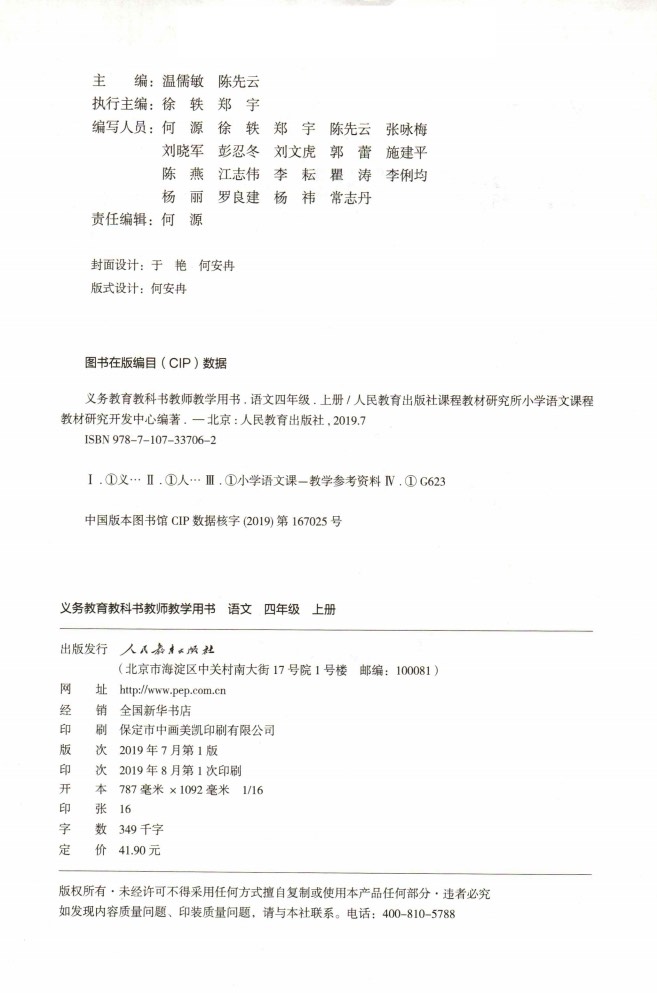 主　　编：温儒敏　陈先云
执行主编：徐　轶　郑　宇
编写人员：何　源　徐　轶　郑　宇　陈先云　张咏梅
刘晓军　彭忍冬　刘文虎　郭　蕾　施建平
陈　燕　江志伟　李　耘　瞿　涛　李俐均
杨　丽　罗良建　杨　祎　常志丹
责任编辑：何　源
封面设计：于　艳　何安冉
版式设计：何安冉
图书在版编目（CIP）数据
义务教育教科书教师教学用书．语文四年级．上册 / 人民教育出版社课程教材研究所小学语文课程
教材研究开发中心编著．— 北京：人民教育出版社，2019.7
ISBN 978-7-107-33706-2
Ⅰ．①义… Ⅱ．①人… Ⅲ．①小学语文课—教学参考资料 Ⅳ．① G623
中国版本图书馆 CIP 数据核字 (2019) 第 167025 号
义务教育教科书教师教学用书　语文　四年级　上册
出版发行　人民教育出版社
（北京市海淀区中关村南大街 17 号院 1 号楼　邮编：100081）
网　　址　http://www.pep.com.cn
经　　销　全国新华书店
印　　刷　保定市中画美凯印刷有限公司
版　　次　2019 年 7 月第 1 版
印　　次　2019 年 8 月第 1 次印刷
开　　本　787 毫米 × 1092 毫米　1/16
印　　张　16
字　　数　349 千字
定　　价　41.90 元
版权所有·未经许可不得采用任何方式擅自复制或使用本产品任何部分·违者必究
如发现内容质量问题、印装质量问题，请与本社联系。电话：400-810-5788